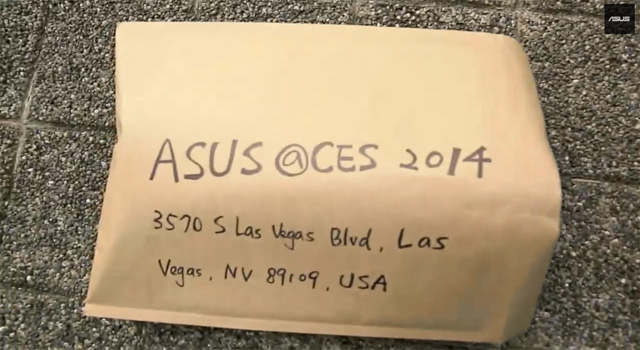 ASUS
ASUS @CES 2014
3570 S Las Vegas Blvd, Las
Vegas, NV 89109, USA